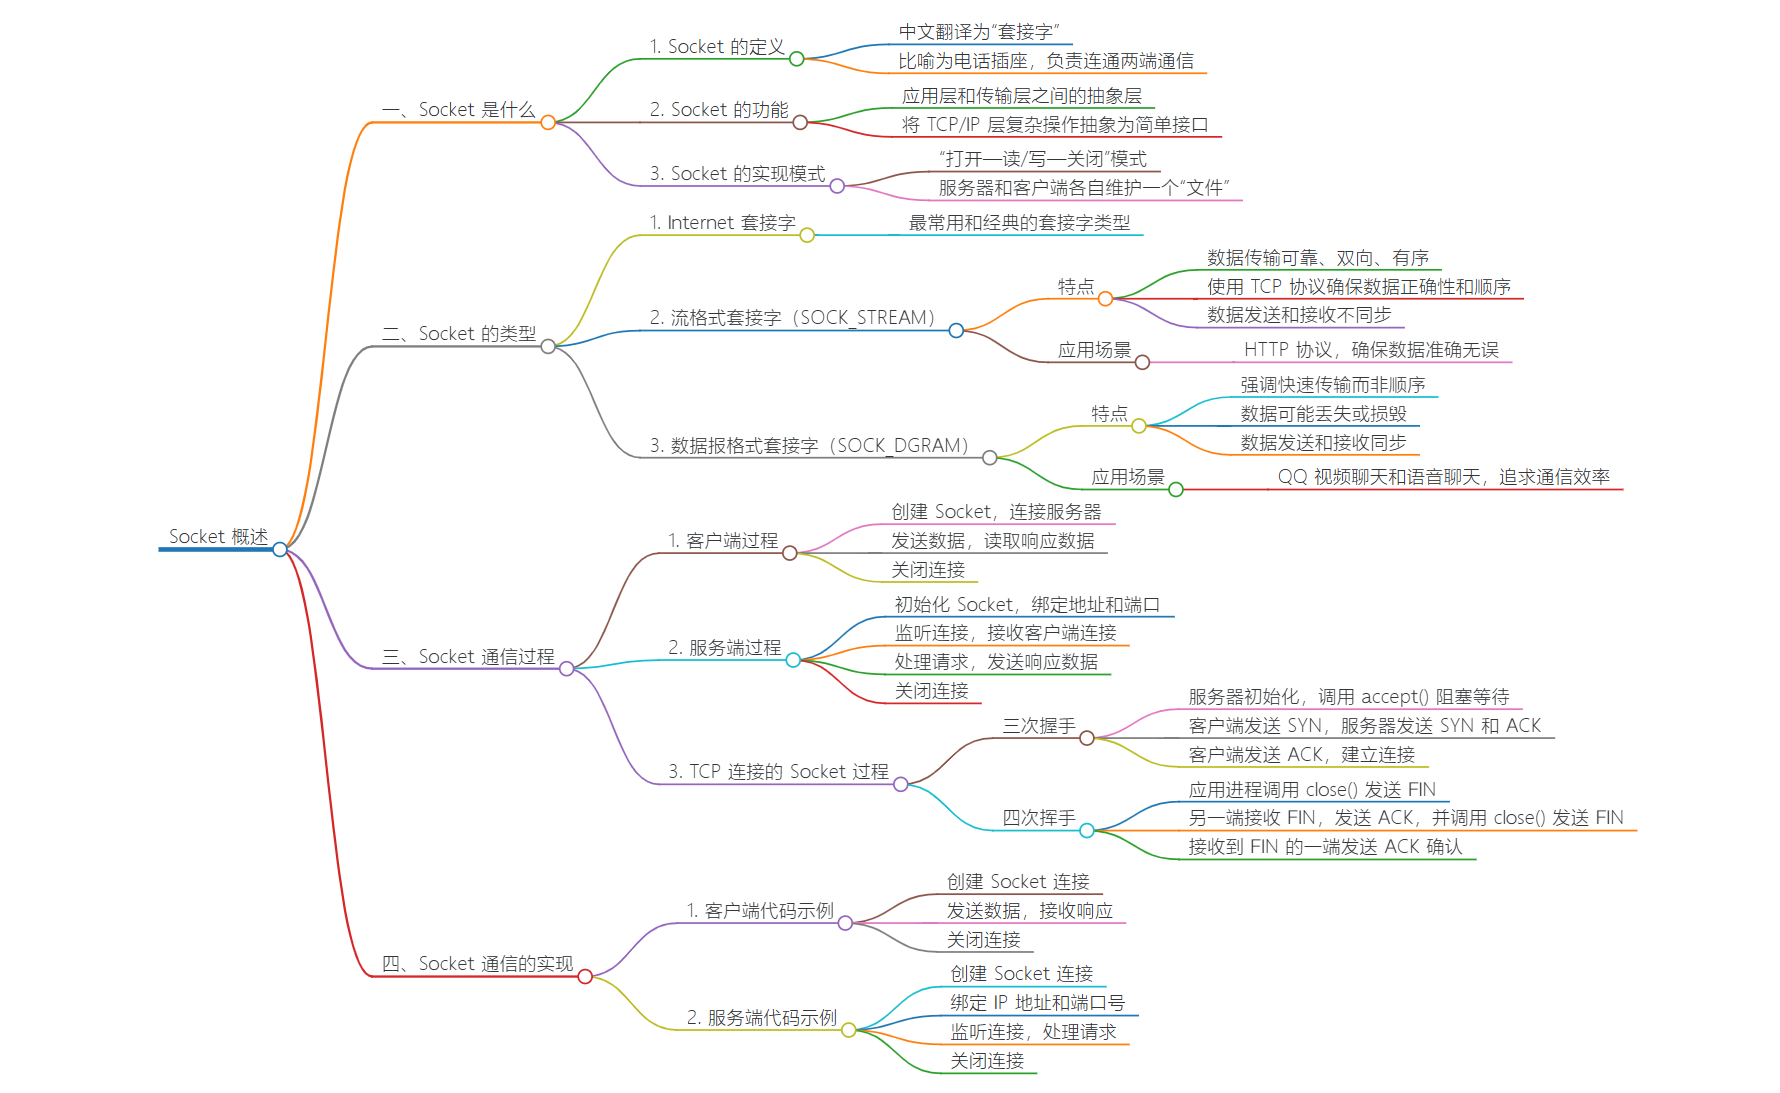 Socket 概述
一、Socket 是什么
1. Socket 的定义
中文翻译为“套接字”
比喻为电话插座，负责连通两端通信
2. Socket 的功能
应用层和传输层之间的抽象层
将 TCP/IP 层复杂操作抽象为简单接口
3. Socket 的实现模式
“打开—读/写—关闭”模式
服务器和客户端各自维护一个“文件”
二、Socket 的类型
1. Internet 套接字
最常用和经典的套接字类型
2. 流格式套接字（SOCK_STREAM）
特点
数据传输可靠、双向、有序
使用 TCP 协议确保数据正确性和顺序
数据发送和接收不同步
应用场景
HTTP 协议，确保数据准确无误
3. 数据报格式套接字（SOCK_DGRAM）
特点
强调快速传输而非顺序
数据可能丢失或损毁
数据发送和接收同步
应用场景
QQ 视频聊天和语音聊天，追求通信效率
三、Socket 通信过程
1. 客户端过程
创建 Socket，连接服务器
发送数据，读取响应数据
关闭连接
2. 服务端过程
初始化 Socket，绑定地址和端口
监听连接，接收客户端连接
处理请求，发送响应数据
关闭连接
3. TCP 连接的 Socket 过程
三次握手
服务器初始化，调用 accept() 阻塞等待
客户端发送 SYN，服务器发送 SYN 和 ACK
客户端发送 ACK，建立连接
四次挥手
应用进程调用 close() 发送 FIN
另一端接收 FIN，发送 ACK，并调用 close() 发送 FIN
接收到 FIN 的一端发送 ACK 确认
四、Socket 通信的实现
1. 客户端代码示例
创建 Socket 连接
发送数据，接收响应
关闭连接
2. 服务端代码示例
创建 Socket 连接
绑定 IP 地址和端口号
监听连接，处理请求
关闭连接